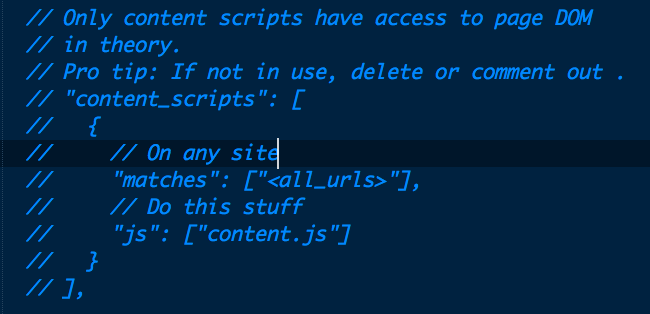 // Only content scripts have access to page DOM
// in theory.
// Pro tip: If not in use, delete or comment out .
// "content_scripts": [
//   {
//     // On any site
//     "matches": ["<all_urls>"],
//     // Do this stuff
//     "js": ["content.js"]
//   }
// ],